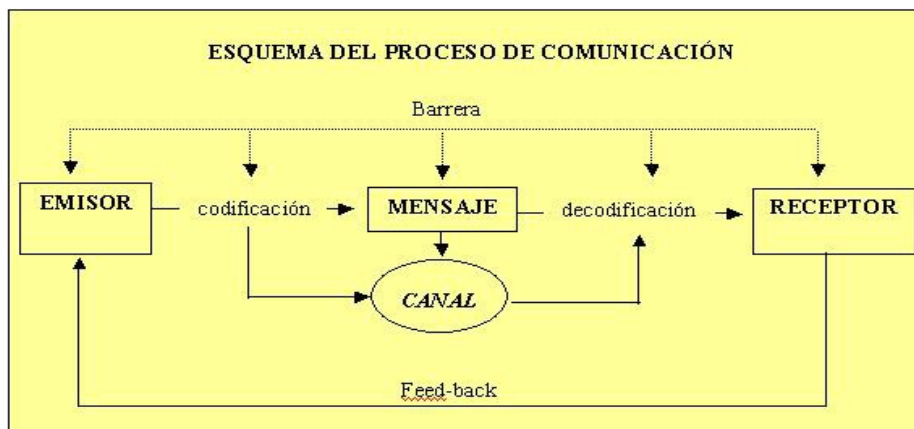 ESQUEMA DEL PROCESO DE COMUNICACIÓN
Barrera
EMISOR
codificación
MENSAJE
decodificación
RECEPTOR
CANAL
Feed-back